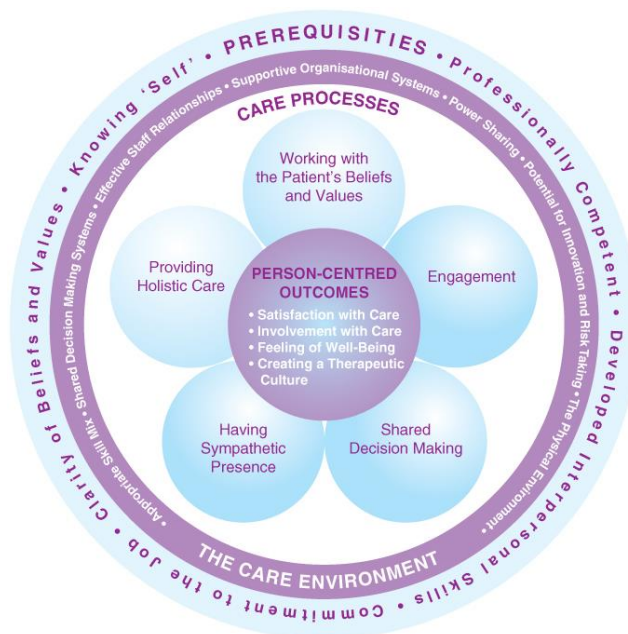 PREREQUISITIES • Professionally Competent • Developed Interpersonal Skills • Commitment to the Job • Clarity of Beliefs and Values • Knowing ‘Self’ •
• Appropriate Skill Mix • Shared Decision Making Systems • Effective Staff Relationships • Supportive Organisational Systems • Power Sharing • Potential for Innovation and Risk Taking • The Physical Environment •
CARE PROCESSES
Working with
the Patient's Beliefs
and Values
Providing
Holistic Care
Engagement
PERSON-CENTRED
OUTCOMES
• Satisfaction with Care
• Involvement with Care
• Feeling of Well-Being
• Creating a Therapeutic
Culture
Having
Sympathetic
Presence
Shared
Decision Making
THE CARE ENVIRONMENT